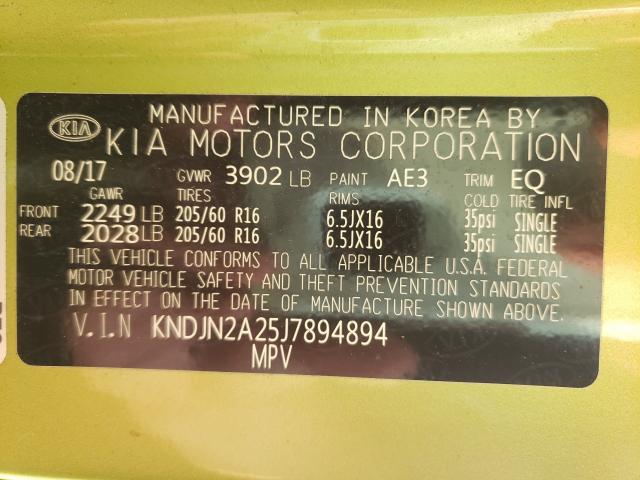 KIA
MANUFACTURED IN KOREA BY
KIA MOTORS CORPORATION
08/17 GVWR 3902 LB PAINT AE3 TRIM EQ
GAWR TIRES RIMS COLD TIRE INFL
FRONT 2249 LB 205/60 R16 6.5JX16 35psi SINGLE
REAR 2028 LB 205/60 R16 6.5JX16 35psi SINGLE
THIS VEHICLE CONFORMS TO ALL APPLICABLE U.S.A. FEDERAL
MOTOR VEHICLE SAFETY AND THEFT PREVENTION STANDARDS
IN EFFECT ON THE DATE OF MANUFACTURE SHOWN ABOVE.
V.I.N KNDJN2A25J7894894
MPV